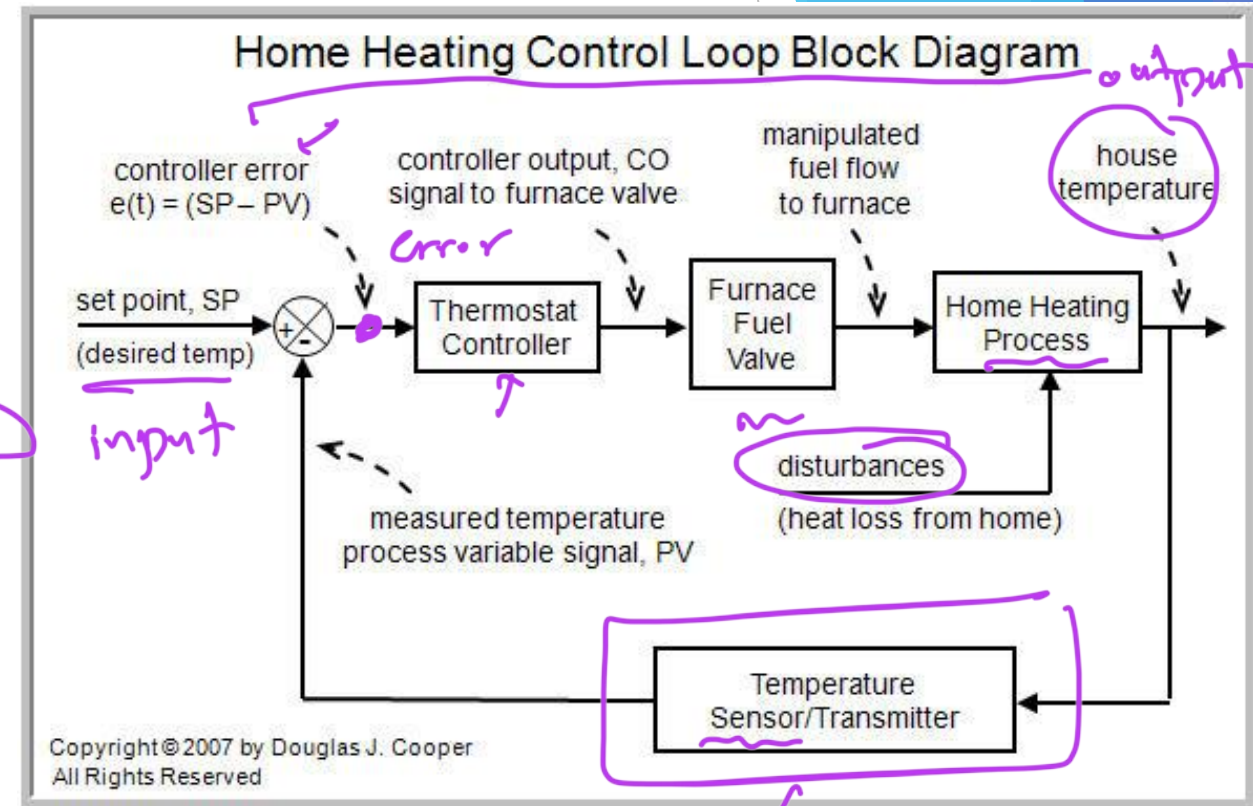 Home Heating Control Loop Block Diagram
output
controller error
e(t) = (SP – PV)
controller output, CO
signal to furnace valve
manipulated
fuel flow
to furnace
house
temperature
error
set point, SP
(desired temp)
input
+
-
Thermostat
Controller
Furnace
Fuel
Valve
Home Heating
Process
disturbances
(heat loss from home)
measured temperature
process variable signal, PV
Temperature
Sensor/Transmitter
Copyright © 2007 by Douglas J. Cooper
All Rights Reserved